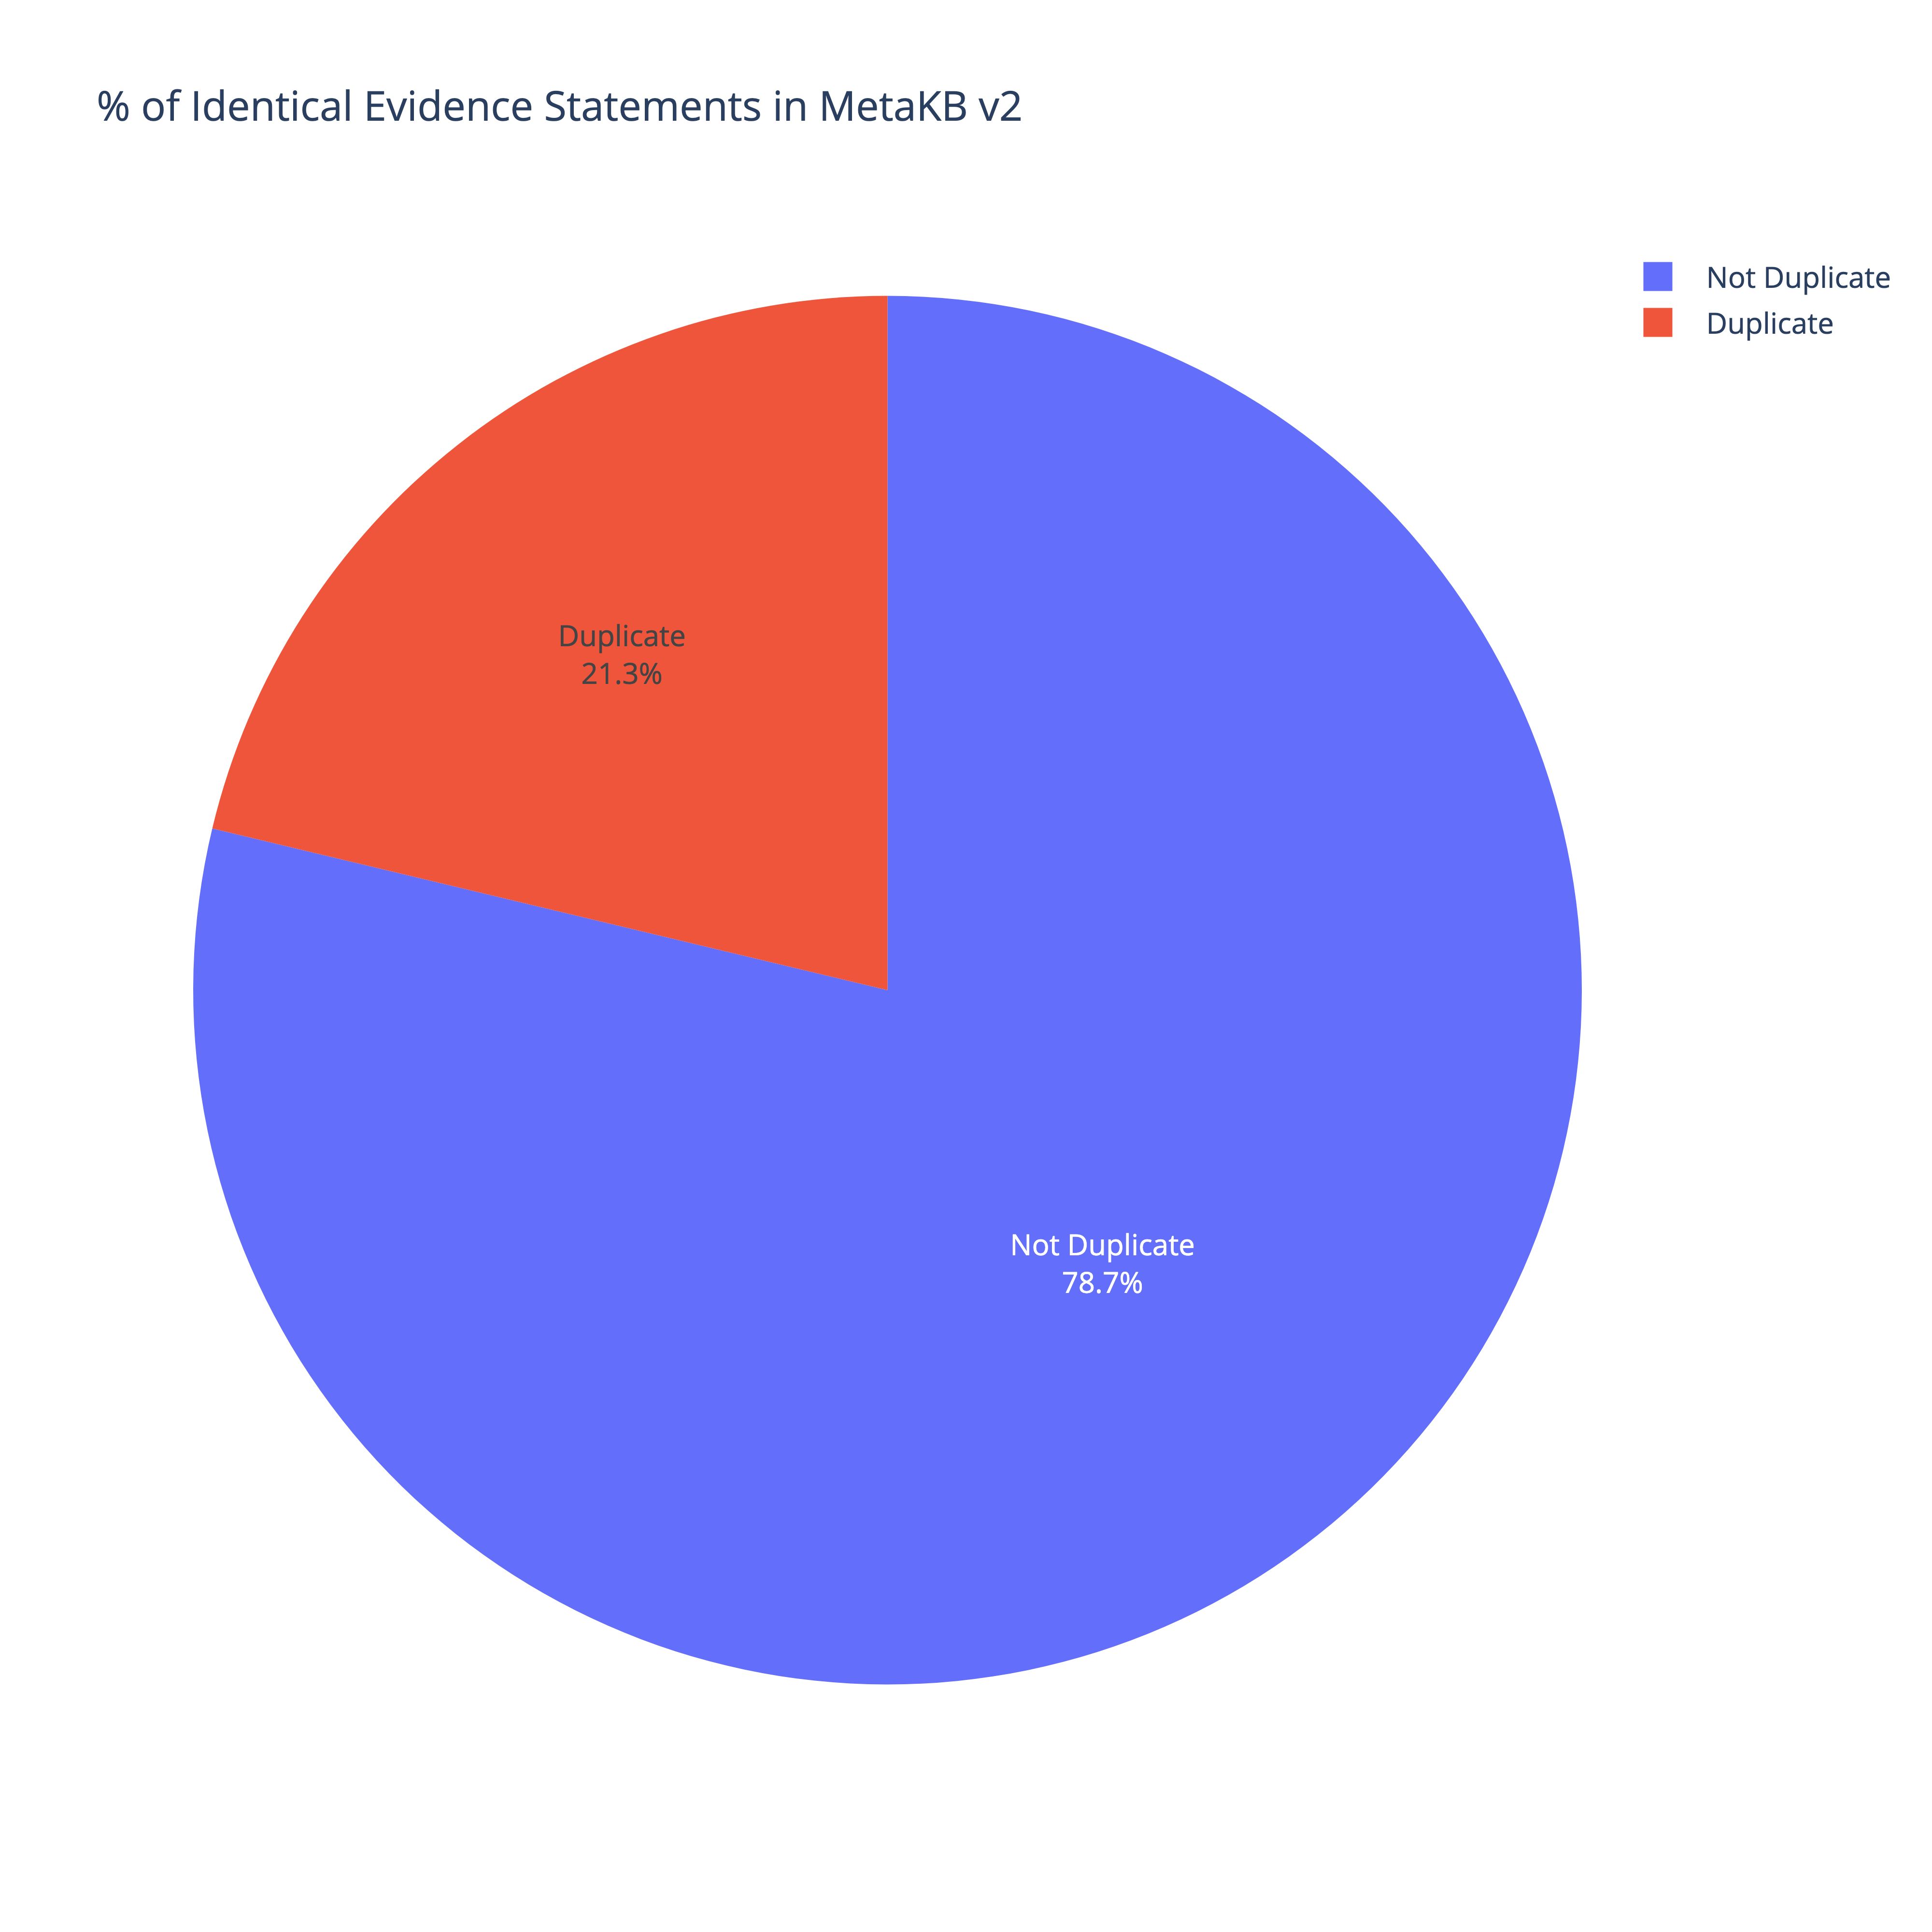 % of Identical Evidence Statements in MetaKB v2
Not Duplicate
Duplicate
Duplicate
21.3%
Not Duplicate
78.7%